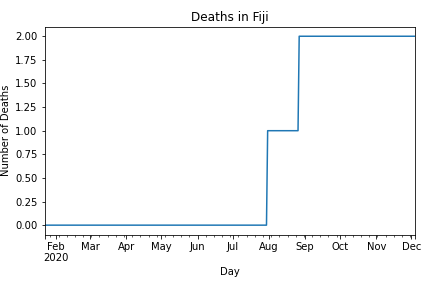 Deaths in Fiji
Number of Deaths
2.00
1.75
1.50
1.25
1.00
0.75
0.50
0.25
0.00
Feb Mar Apr May Jun Jul Aug Sep Oct Nov Dec
2020
Day